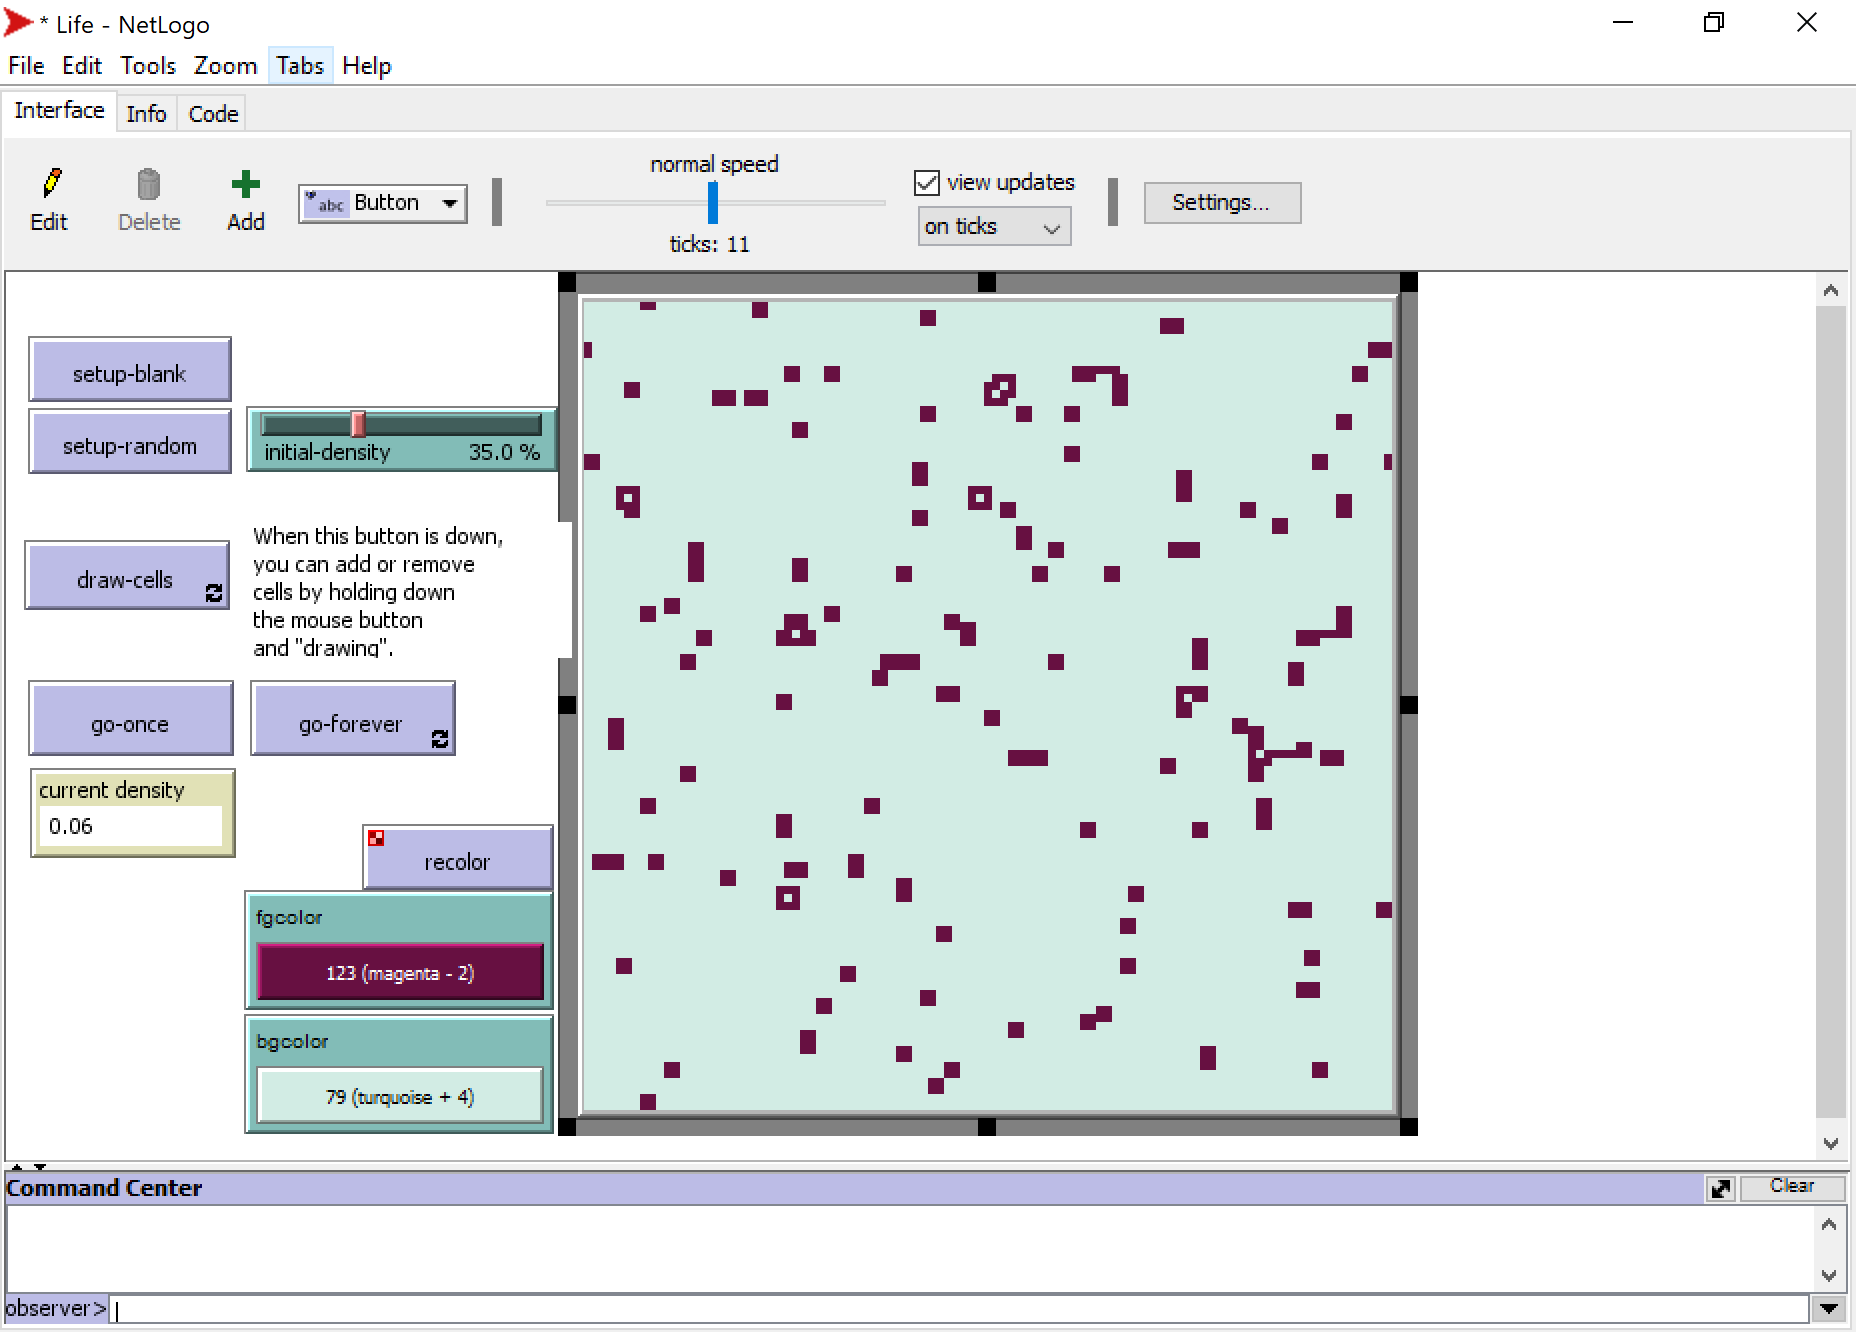 * Life - NetLogo
File Edit Tools Zoom Tabs Help
Interface Info Code
Edit
Delete
Add
abc Button
normal speed
ticks: 11
view updates
on ticks
Settings...
setup-blank
setup-random
initial-density 35.0 %
draw-cells
When this button is down,
you can add or remove
cells by holding down
the mouse button
and "drawing".
go-once
go-forever
current density
0.06
recolor
fgcolor
123 (magenta - 2)
bgcolor
79 (turquoise + 4)
Command Center
Clear
observer>